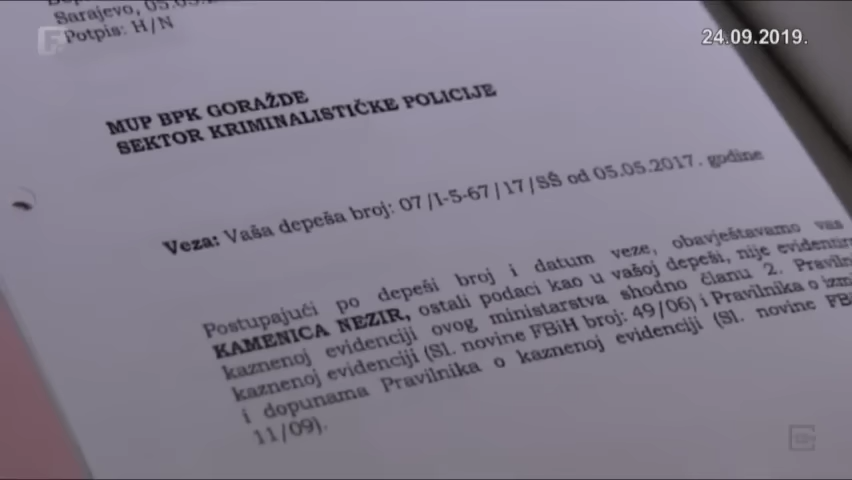 Sarajevo, 05.05.
Potpis: H/N
24.09.2019.
MUP BPK GORAŽDE
SEKTOR KRIMINALISTIČKE POLICIJE
Veza: Vaša depeša broj: 07/I-5-67/17/SŠ od 05.05.2017. godine
Postupajući po depeši broj i datum veze, obavještavamo vas
KAMENICA NEZIR, ostali podaci kao u vašoj depeši, nije evidentira
kaznenoj evidenciji ovog ministarstva shodno članu 2. Praviln
kaznenoj evidenciji (Sl. novine FBiH broj: 49/06) i Pravilnika o izm
i dopunama Pravilnika o kaznenoj evidenciji (Sl. novine FB
11/09).